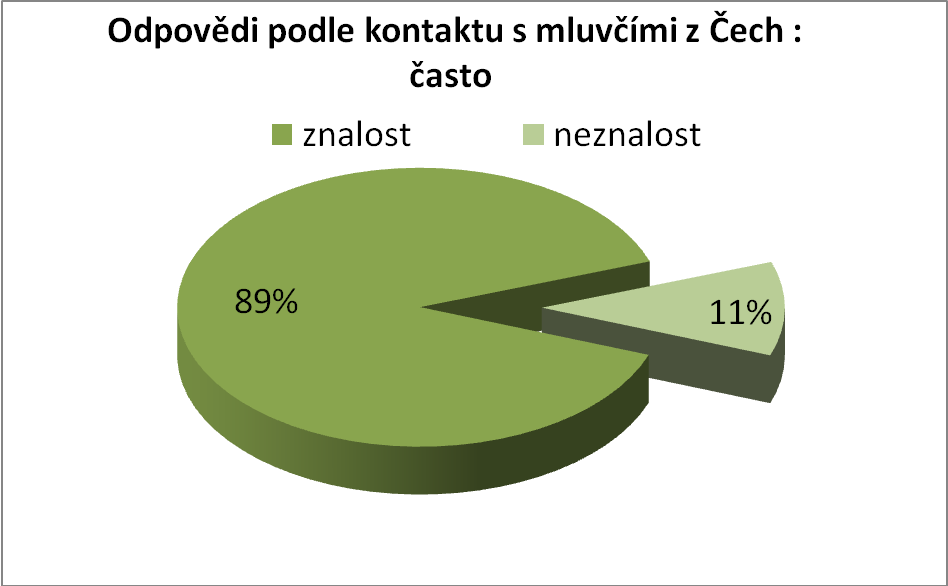 Odpovědi podle kontaktu s mluvčími z Čech :
často
znalost neznalost
89%
11%